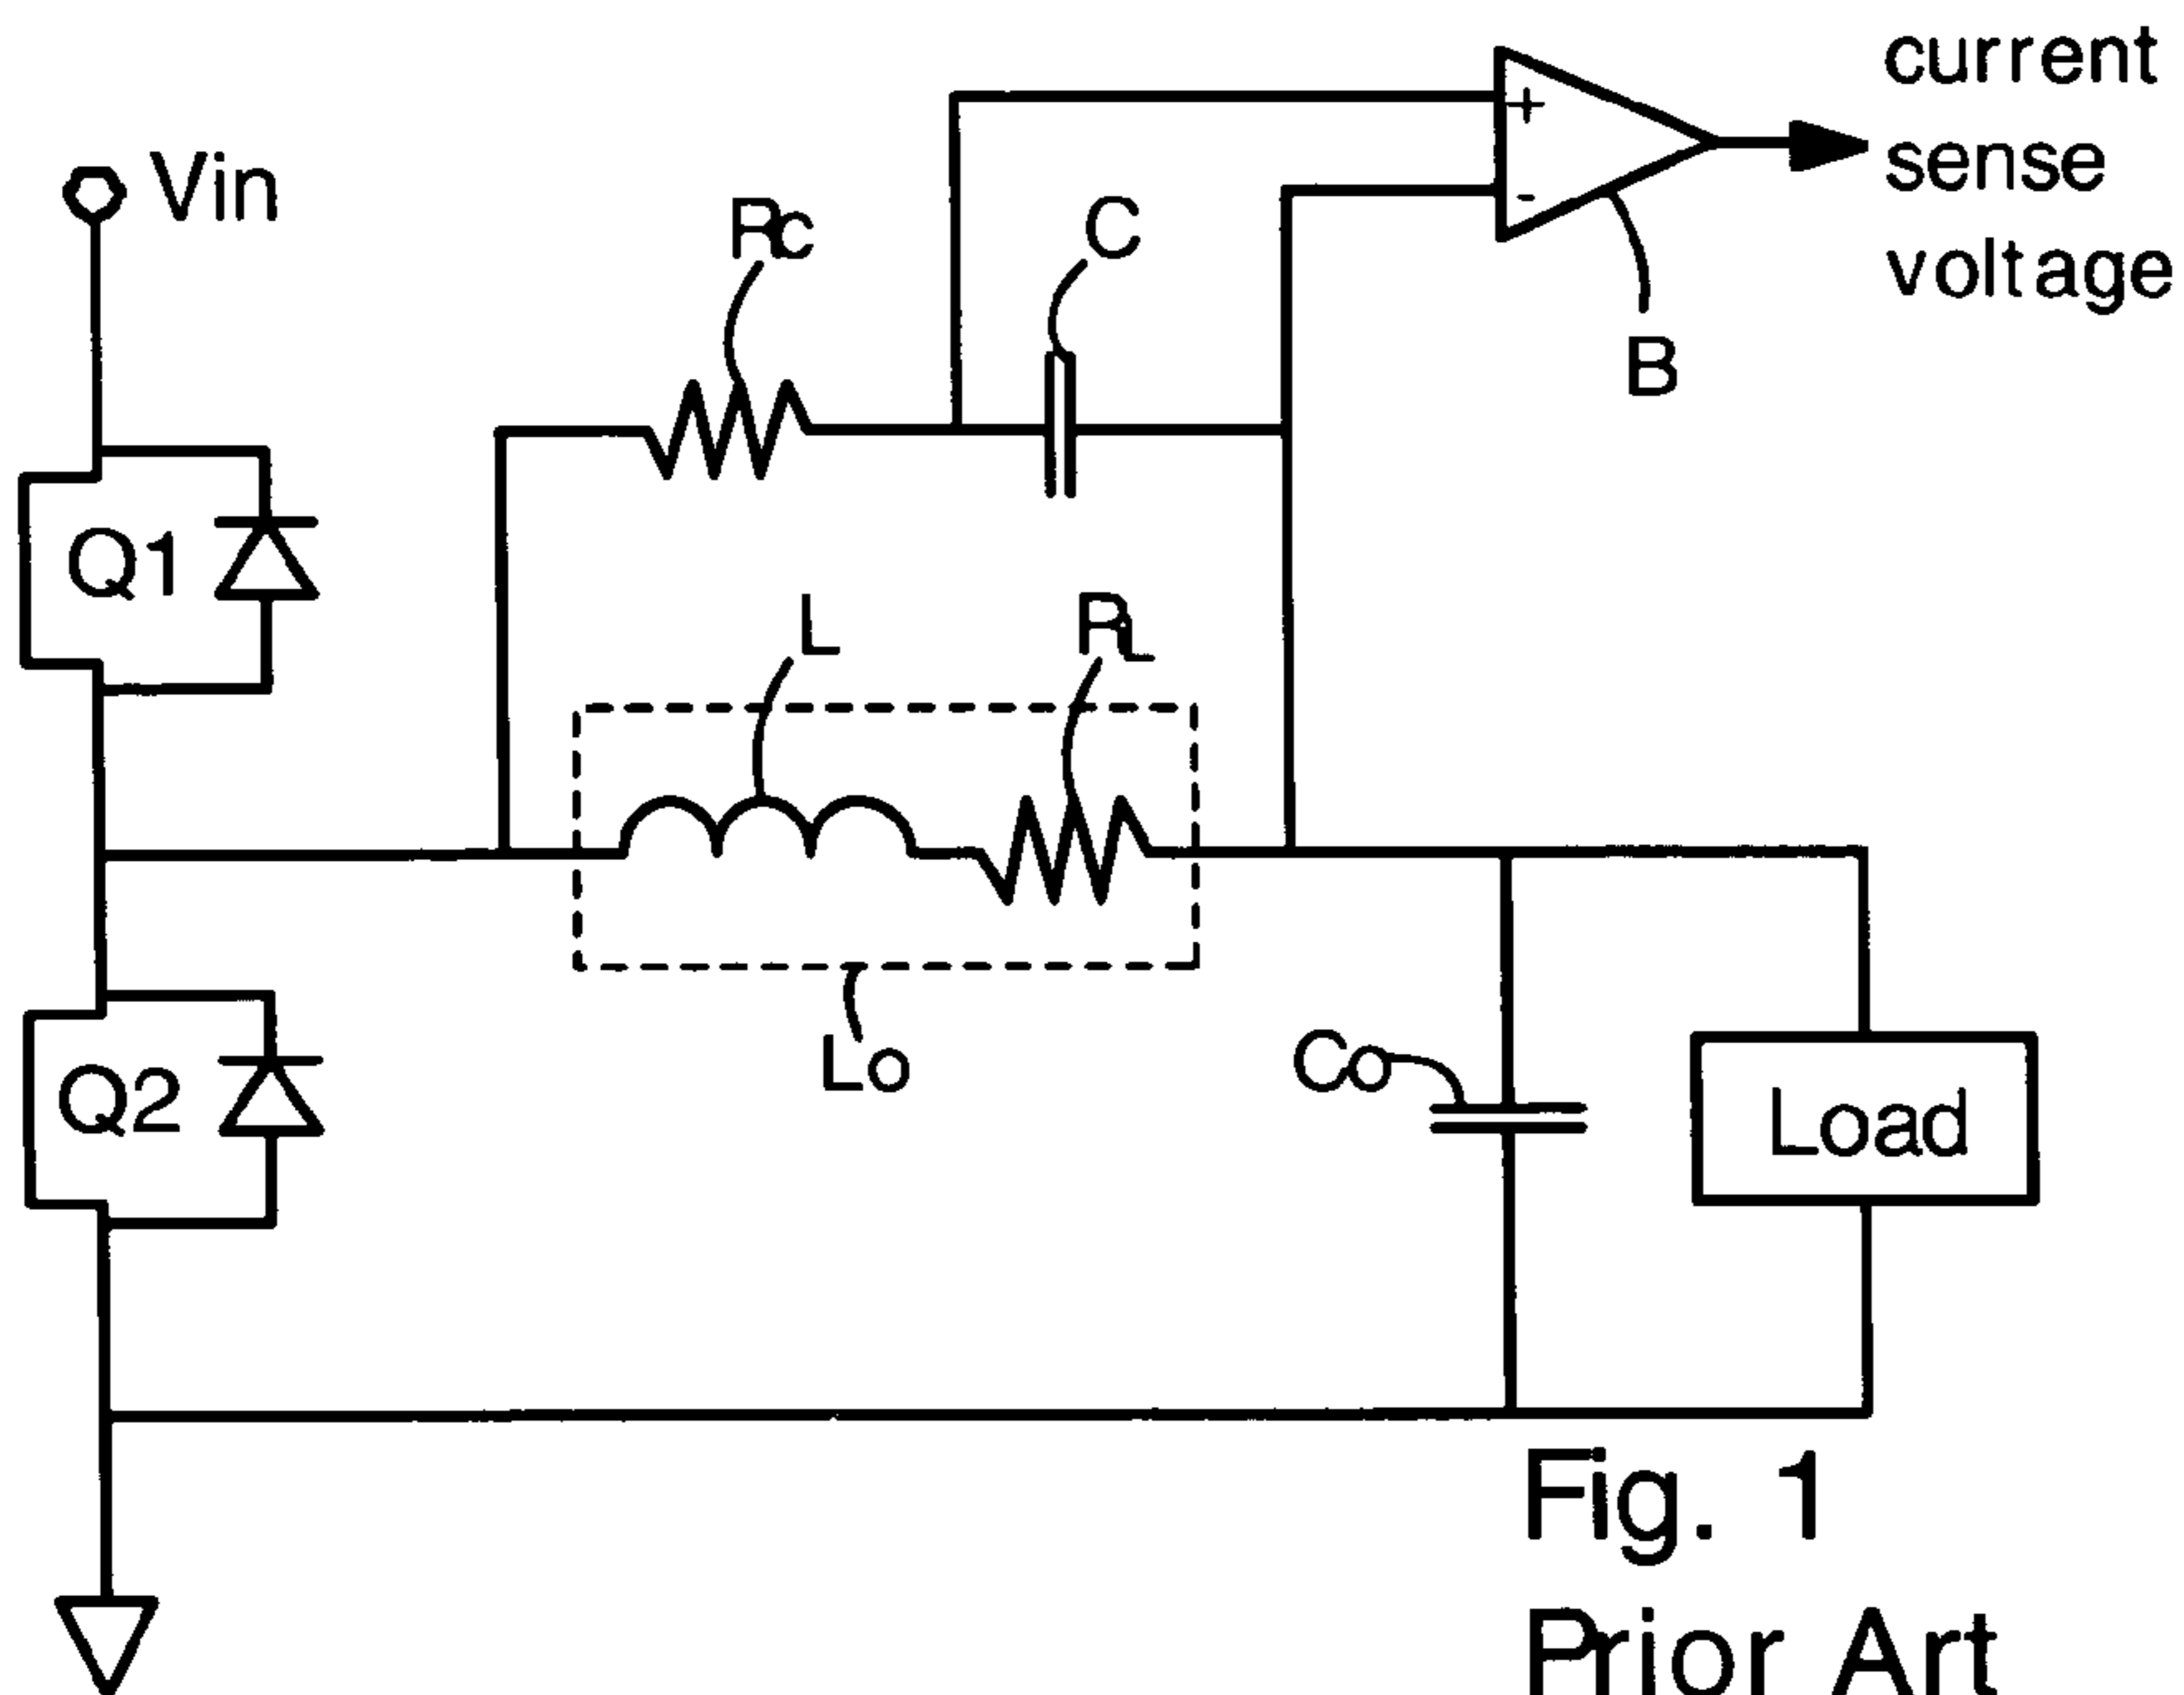 current
sense
voltage
Vin
Rc
C
+
-
B
Q1
L
RL
Lo
Q2
Co
Load
Fig. 1
Prior Art